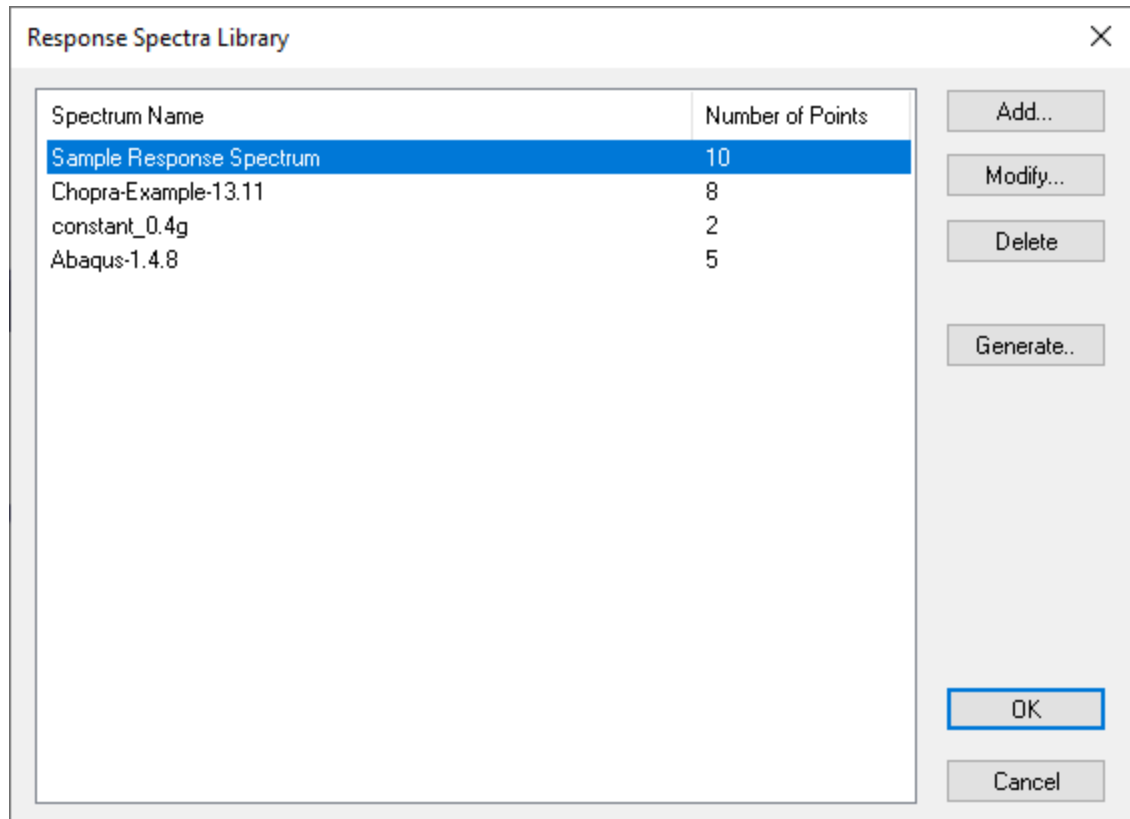 Response Spectra Library
Spectrum Name Number of Points
Sample Response Spectrum 10
Chopra-Example-13.11 8
constant_0.4g 2
Abaqus-1.4.8 5
Add...
Modify...
Delete
Generate..
OK
Cancel